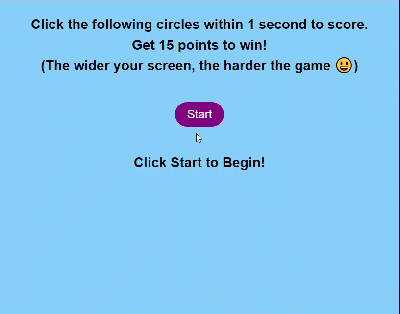 Click the following circles within 1 second to score.
Get 15 points to win!
(The wider your screen, the harder the game 😀)
Start
Click Start to Begin!